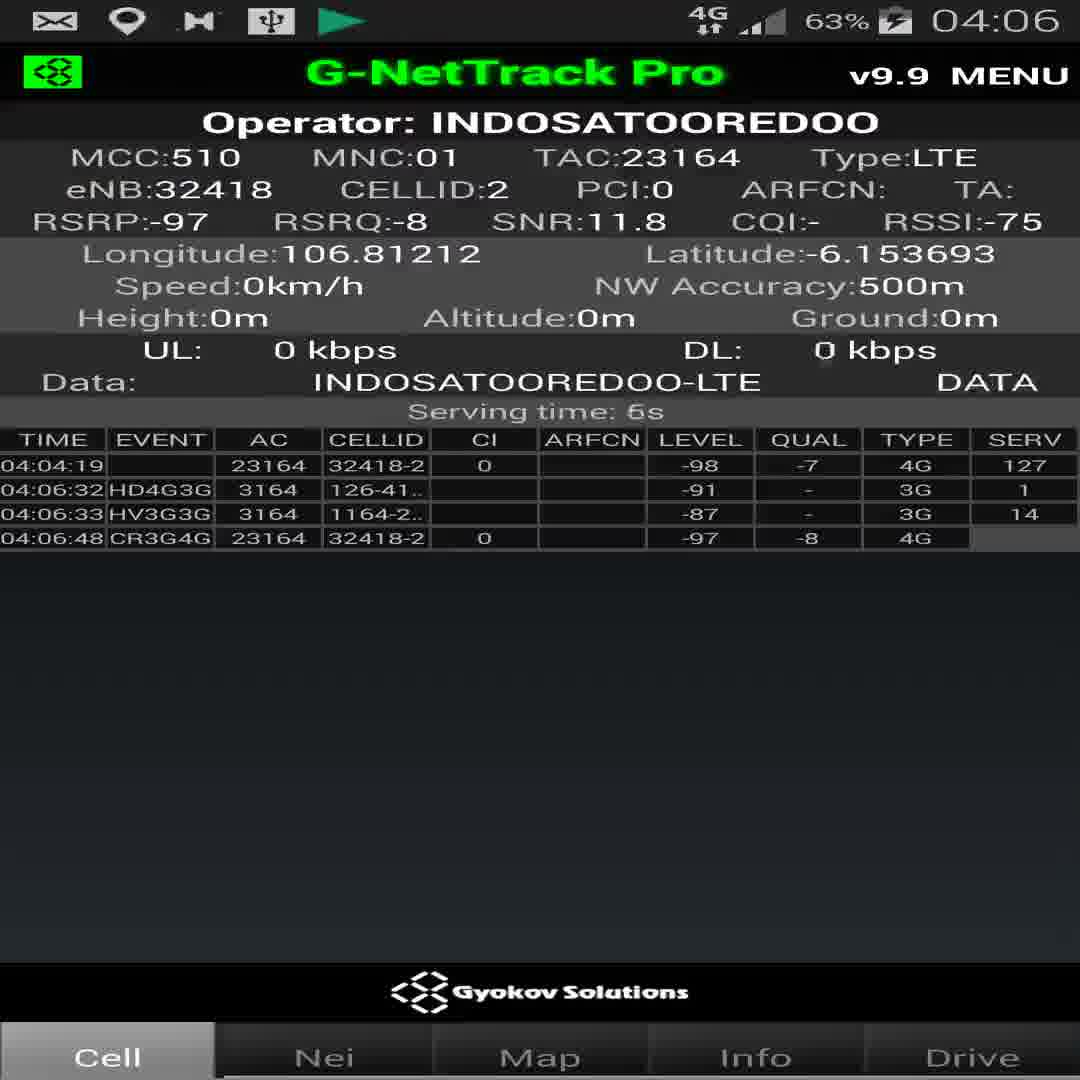 4G 63% 04:06
G-NetTrack Pro v9.9 MENU
Operator: INDOSATOOREDOO
MCC:510 MNC:01 TAC:23164 Type:LTE
eNB:32418 CELLID:2 PCI:0 ARFCN: TA:
RSRP:-97 RSRQ:-8 SNR:11.8 CQI:- RSSI:-75
Longitude:106.81212 Latitude:-6.153693
Speed:0km/h NW Accuracy:500m
Height:0m Altitude:0m Ground:0m
UL: 0 kbps DL: 0 kbps
Data: INDOSATOOREDOO-LTE DATA
Serving time: 6s
TIME EVENT AC CELLID CI ARFCN LEVEL QUAL TYPE SERV
04:04:19 23164 32418-2 0 -98 -7 4G 127
04:06:32 HD4G3G 3164 126-41.. -91 - 3G 1
04:06:33 HV3G3G 3164 1164-2.. -87 - 3G 14
04:06:48 CR3G4G 23164 32418-2 0 -97 -8 4G
Gyokov Solutions
Cell Nei Map Info Drive